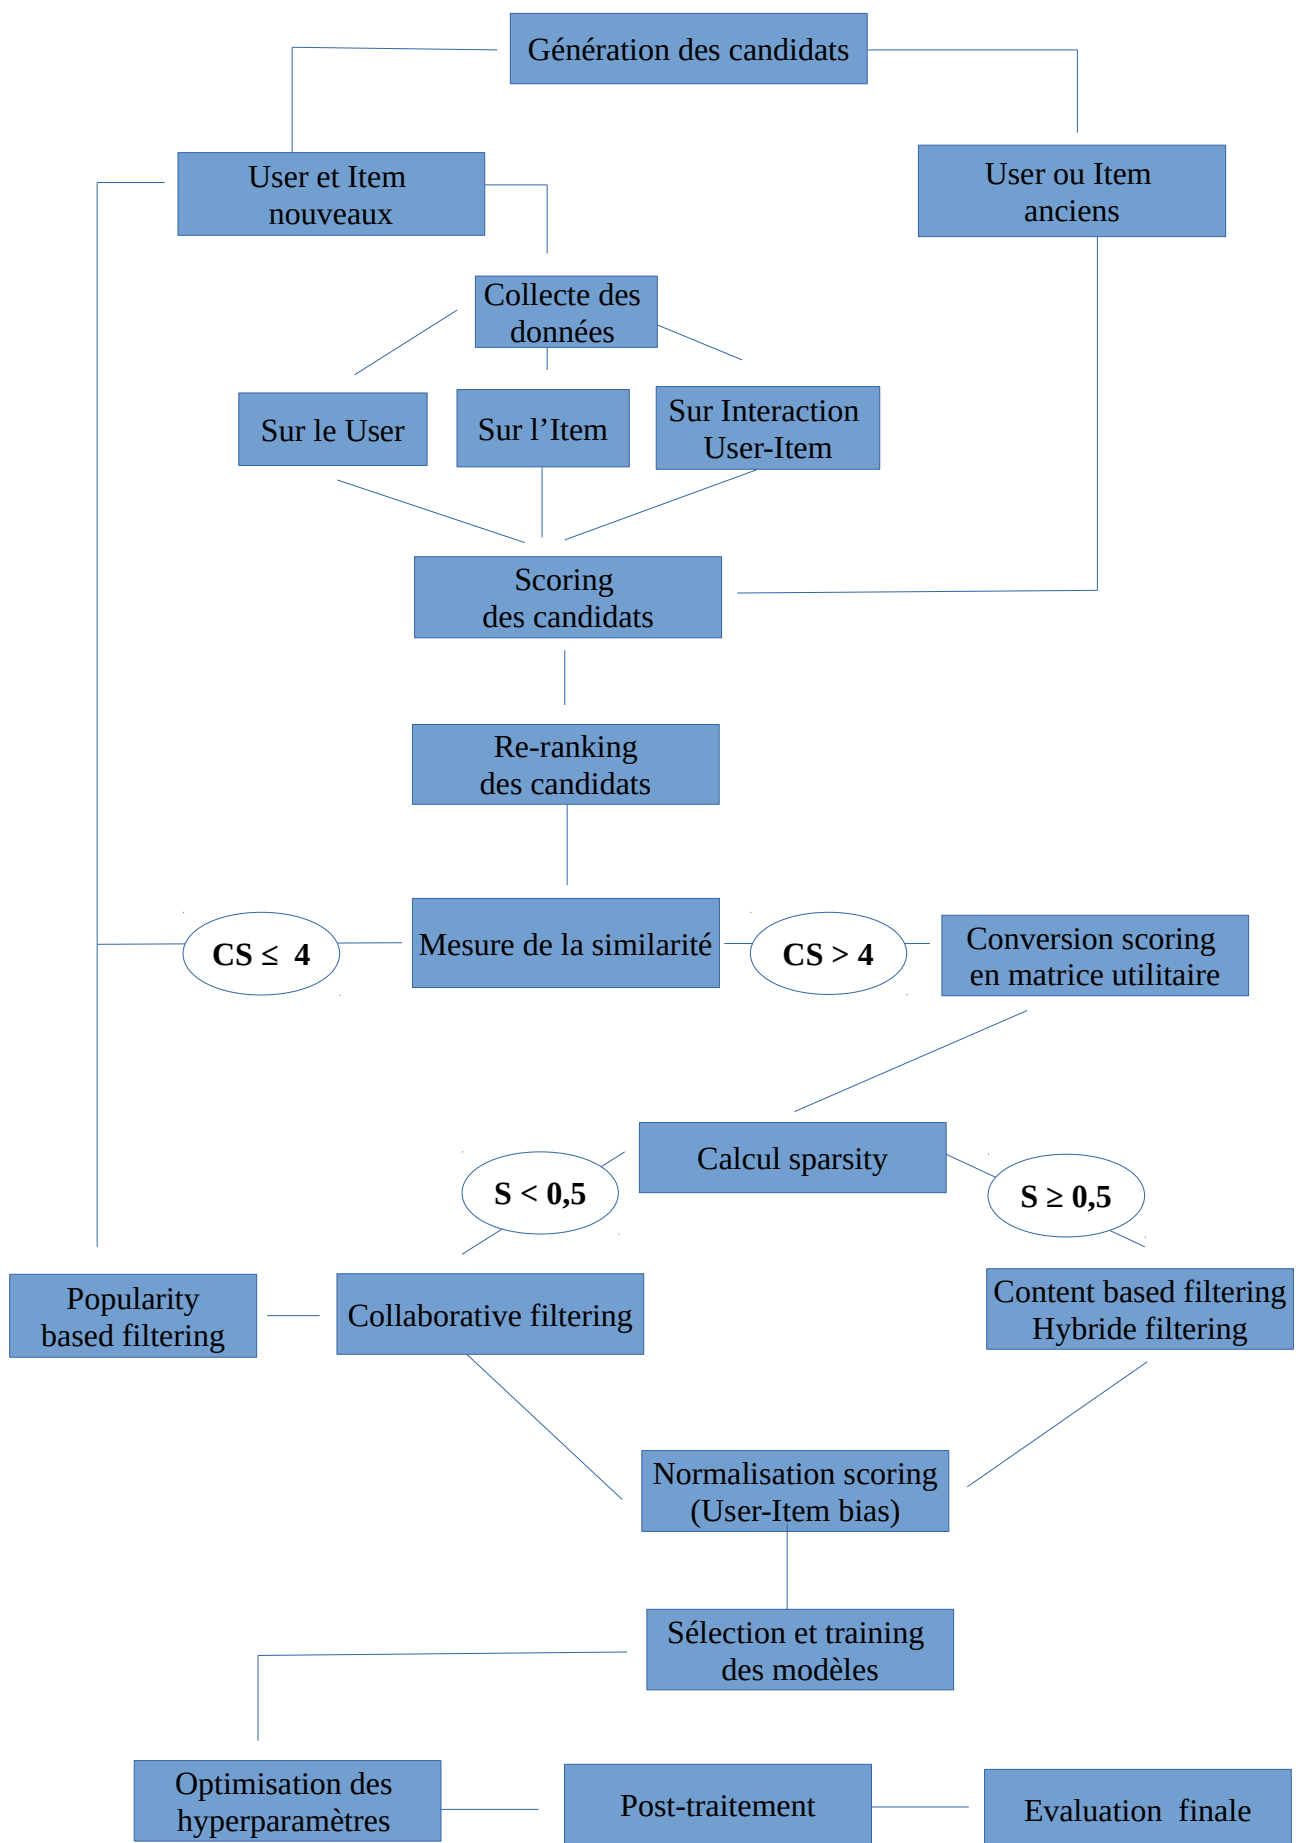 Génération des candidats
User et Item
nouveaux
User ou Item
anciens
Collecte des
données
Sur le User
Sur l’Item
Sur Interaction
User-Item
Scoring
des candidats
Re-ranking
des candidats
CS ≤  4
Mesure de la similarité
CS > 4
Conversion scoring
en matrice utilitaire
Calcul sparsity
S < 0,5
S ≥ 0,5
Popularity
based filtering
Collaborative filtering
Content based filtering
Hybride filtering
Normalisation scoring
(User-Item bias)
Sélection et training
des modèles
Optimisation des
hyperparamètres
Post-traitement
Evaluation  finale